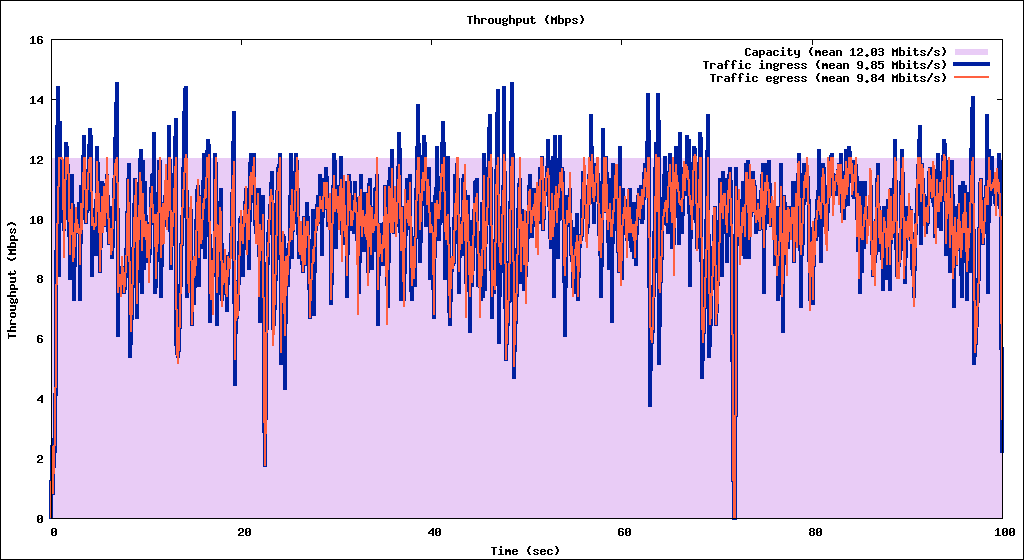 Throughput (Mbps)
Capacity (mean 12.03 Mbits/s)
Traffic ingress (mean 9.85 Mbits/s)
Traffic egress (mean 9.84 Mbits/s)
Throughput (Mbps)
16
14
12
10
8
6
4
2
0
0 20 40 60 80 100
Time (sec)